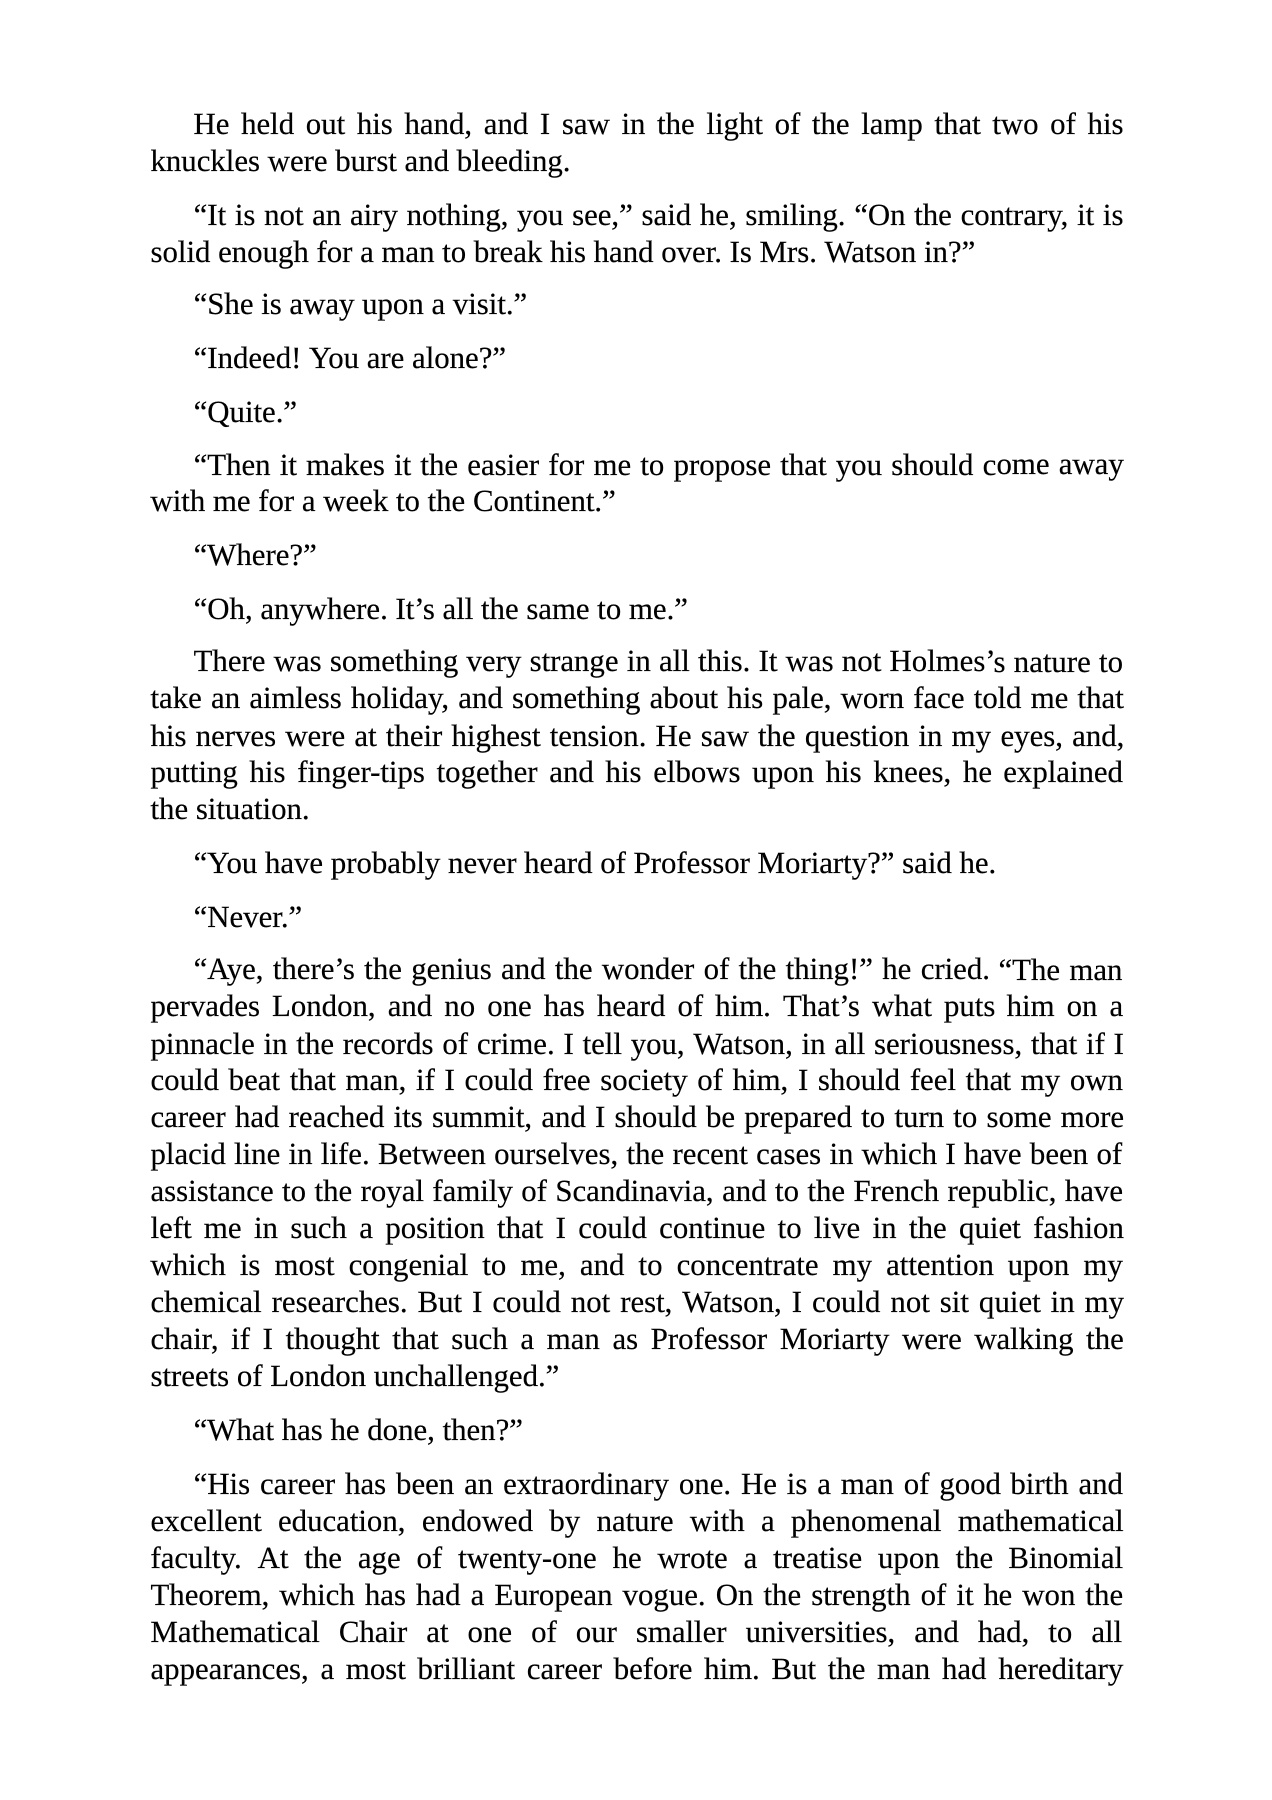 He held out his hand, and I saw in the light of the lamp that two of his
knuckles were burst and bleeding.
“It is not an airy nothing, you see,” said he, smiling. “On the contrary, it is
solid enough for a man to break his hand over. Is Mrs. Watson in?”
“She is away upon a visit.”
“Indeed! You are alone?”
“Quite.”
“Then it makes it the easier for me to propose that you should come away
with me for a week to the Continent.”
“Where?”
“Oh, anywhere. It’s all the same to me.”
There was something very strange in all this. It was not Holmes’s nature to
take an aimless holiday, and something about his pale, worn face told me that
his nerves were at their highest tension. He saw the question in my eyes, and,
putting his finger-tips together and his elbows upon his knees, he explained
the situation.
“You have probably never heard of Professor Moriarty?” said he.
“Never.”
“Aye, there’s the genius and the wonder of the thing!” he cried. “The man
pervades London, and no one has heard of him. That’s what puts him on a
pinnacle in the records of crime. I tell you, Watson, in all seriousness, that if I
could beat that man, if I could free society of him, I should feel that my own
career had reached its summit, and I should be prepared to turn to some more
placid line in life. Between ourselves, the recent cases in which I have been of
assistance to the royal family of Scandinavia, and to the French republic, have
left me in such a position that I could continue to live in the quiet fashion
which is most congenial to me, and to concentrate my attention upon my
chemical researches. But I could not rest, Watson, I could not sit quiet in my
chair, if I thought that such a man as Professor Moriarty were walking the
streets of London unchallenged.”
“What has he done, then?”
“His career has been an extraordinary one. He is a man of good birth and
excellent education, endowed by nature with a phenomenal mathematical
faculty. At the age of twenty-one he wrote a treatise upon the Binomial
Theorem, which has had a European vogue. On the strength of it he won the
Mathematical Chair at one of our smaller universities, and had, to all
appearances, a most brilliant career before him. But the man had hereditary